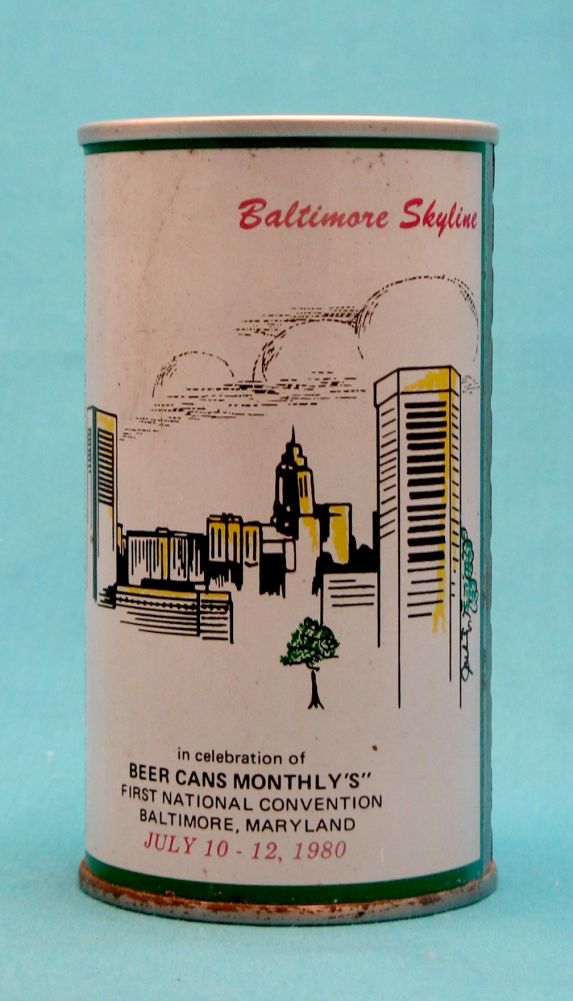 Baltimore Skyline
in celebration of
BEER CANS MONTHLY'S"
FIRST NATIONAL CONVENTION
BALTIMORE, MARYLAND
JULY 10 - 12, 1980